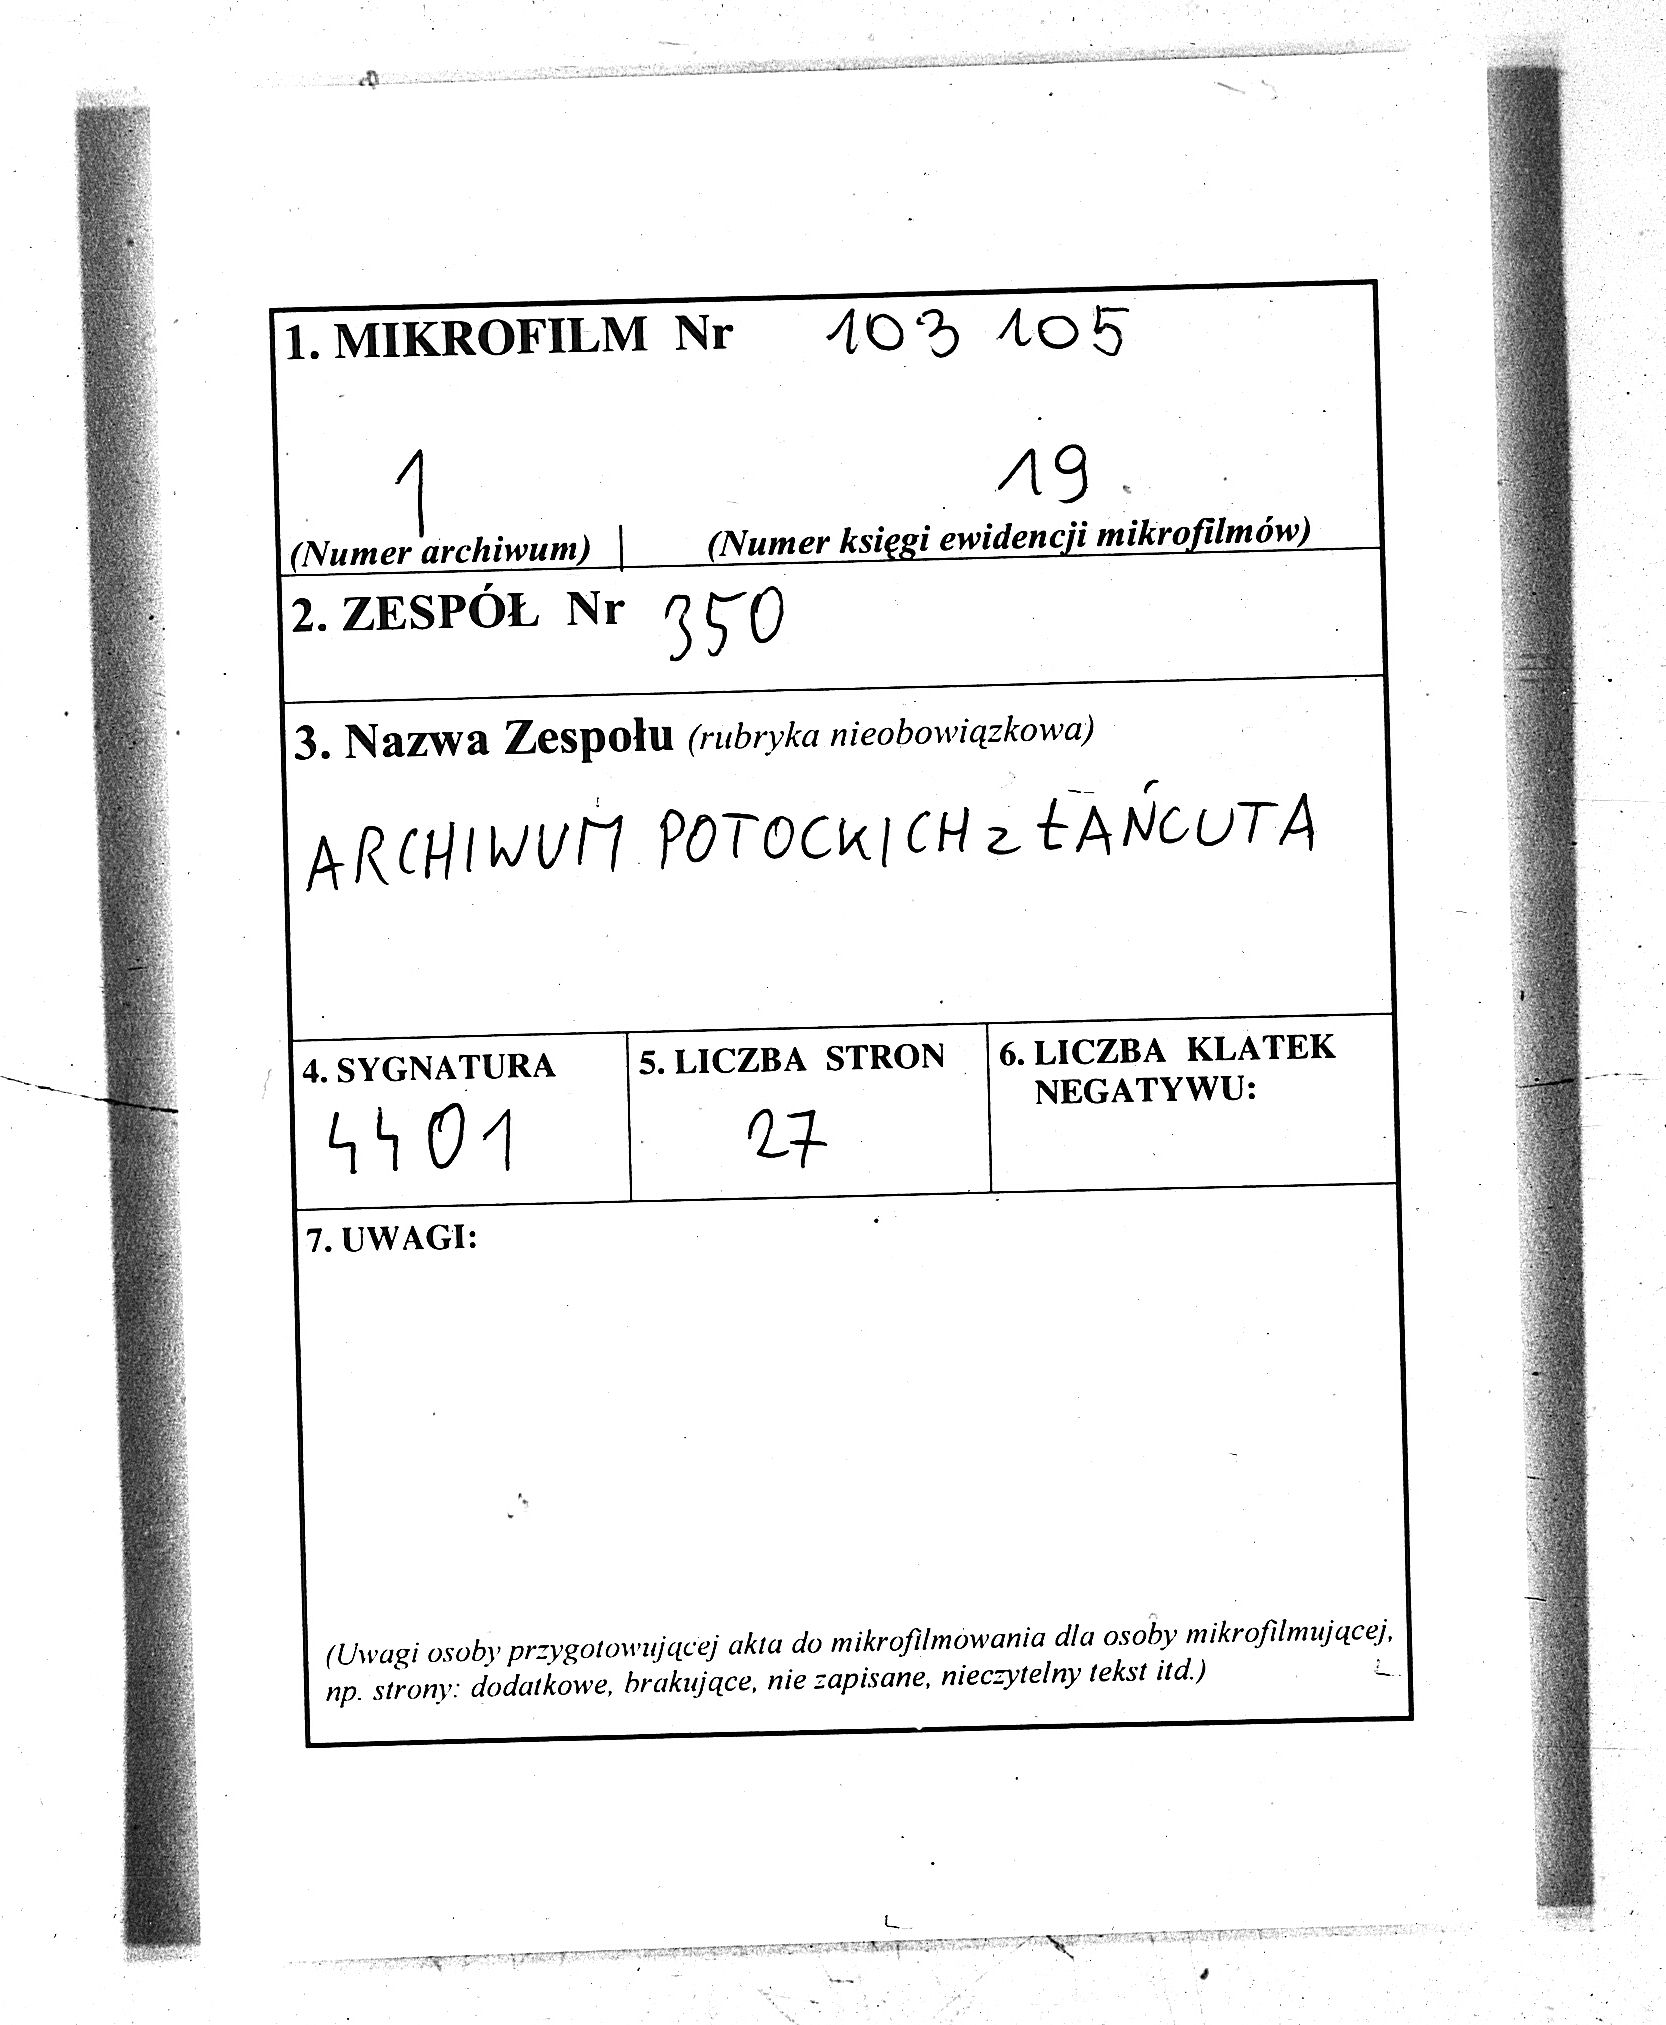 1. MIKROFILM Nr 103 105
1 19
(Numer archiwum) | (Numer księgi ewidencji mikrofilmów)
2. ZESPÓŁ Nr 350
3. Nazwa Zespołu (rubryka nieobowiązkowa)
ARCHIWUM POTOCKICH z ŁAŃCUTA
4. SYGNATURA
4401
5. LICZBA STRON
27
6. LICZBA KLATEK
NEGATYWU:
7. UWAGI:
(Uwagi osoby przygotowującej akta do mikrofilmowania dla osoby mikrofilmującej,
np. strony: dodatkowe, brakujące, nie zapisane, nieczytelny tekst itd.)